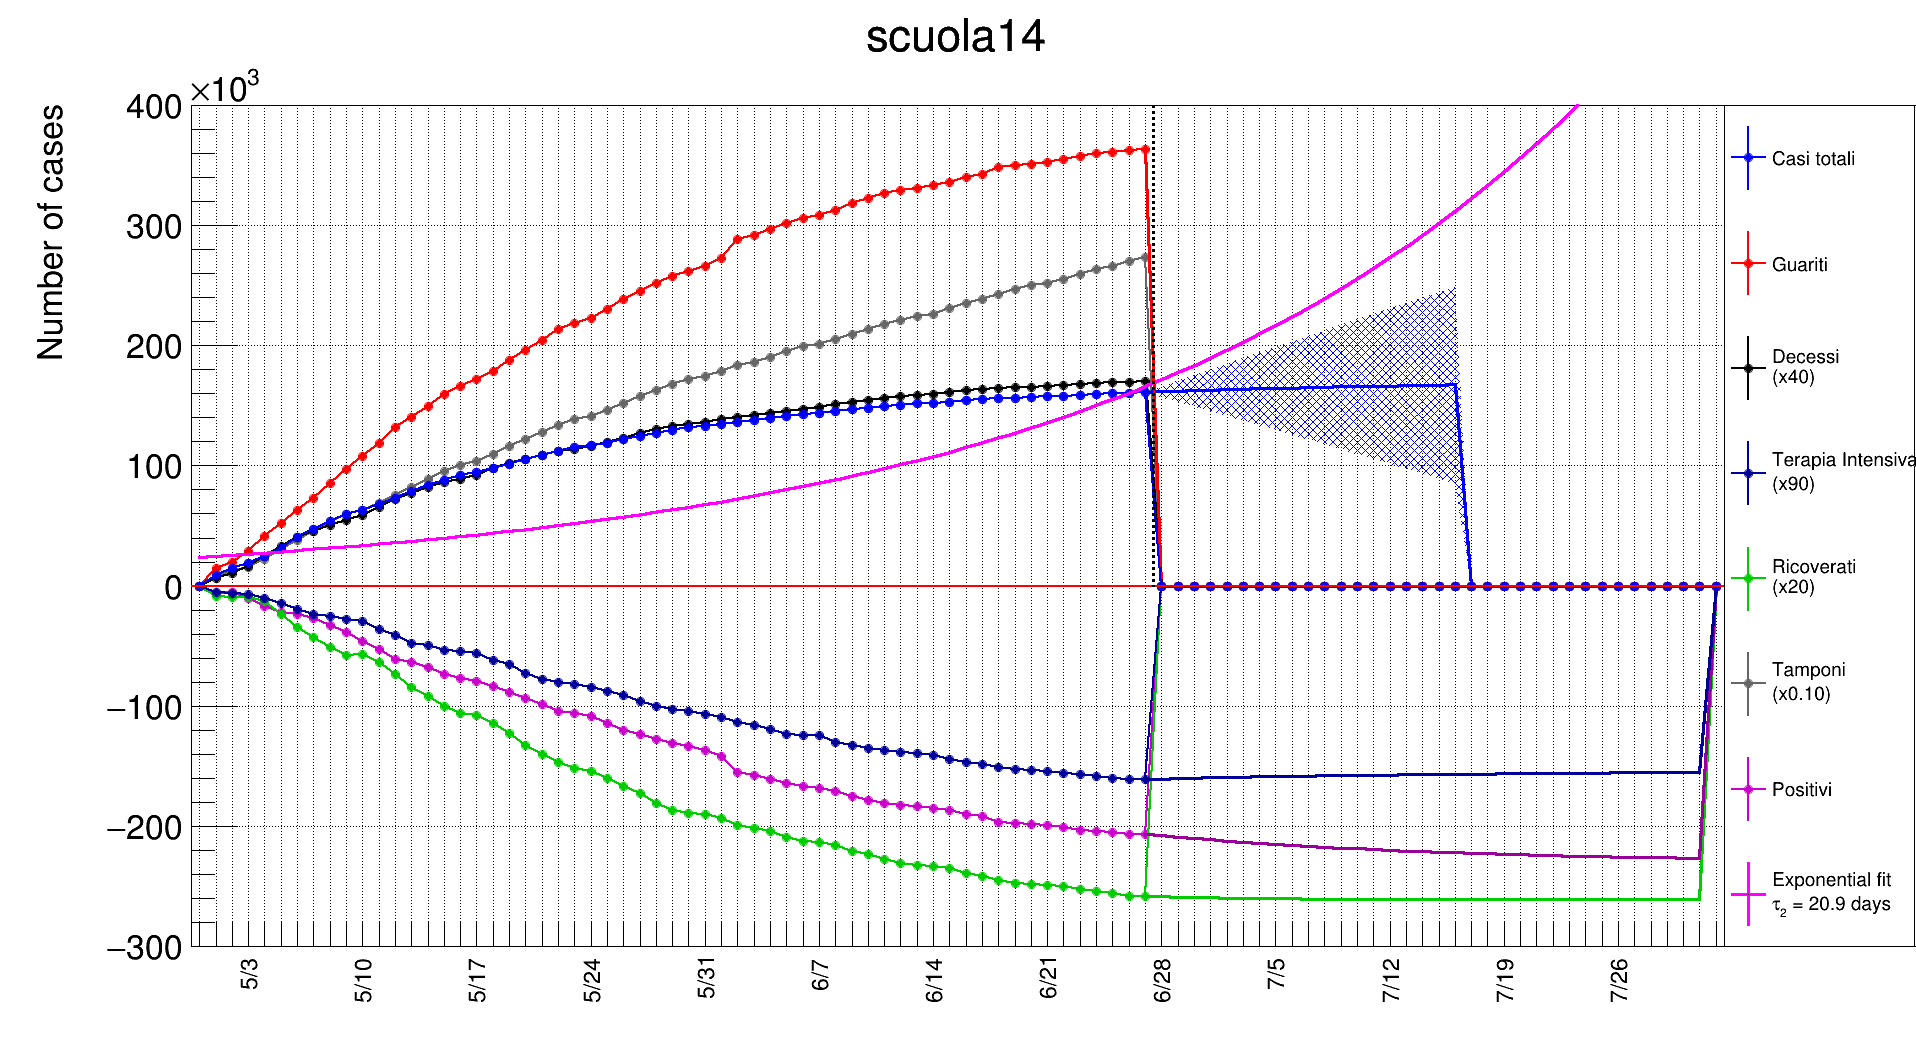 scuola14
×10³
Number of cases
400
300
200
100
0
−100
−200
−300
5/3
5/10
5/17
5/24
5/31
6/7
6/14
6/21
6/28
7/5
7/12
7/19
7/26
Casi totali
Guariti
Decessi
(x40)
Terapia Intensiva
(x90)
Ricoverati
(x20)
Tamponi
(x0.10)
Positivi
Exponential fit
τ₂ = 20.9 days